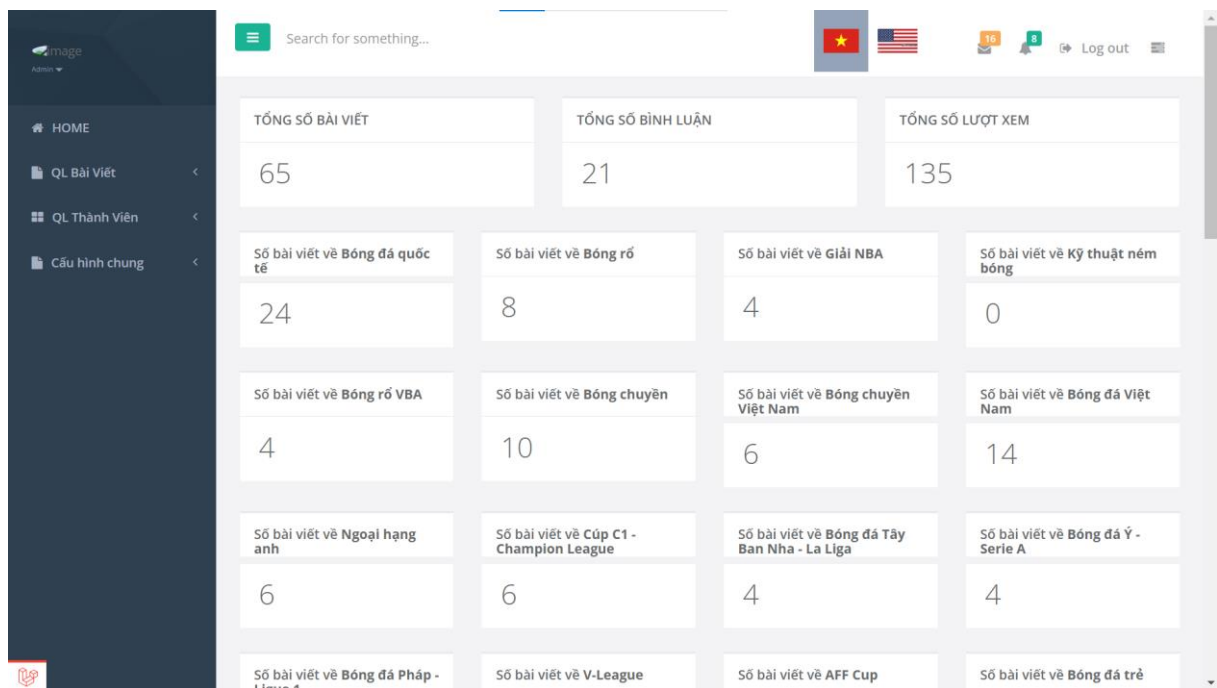 image
Admin
HOME
QL Bài Viết
QL Thành Viên
Cấu hình chung
Search for something...
16
8
Log out
TỔNG SỐ BÀI VIẾT
65
TỔNG SỐ BÌNH LUẬN
21
TỔNG SỐ LƯỢT XEM
135
Số bài viết về Bóng đá quốc
tế
24
Số bài viết về Bóng rổ
8
Số bài viết về Giải NBA
4
Số bài viết về Kỹ thuật ném
bóng
0
Số bài viết về Bóng rổ VBA
4
Số bài viết về Bóng chuyền
10
Số bài viết về Bóng chuyền
Việt Nam
6
Số bài viết về Bóng đá Việt
Nam
14
Số bài viết về Ngoại hạng
anh
6
Số bài viết về Cúp C1 -
Champion League
6
Số bài viết về Bóng đá Tây
Ban Nha - La Liga
4
Số bài viết về Bóng đá Ý -
Serie A
4
Số bài viết về Bóng đá Pháp -
Ligue 1
Số bài viết về V-League
Số bài viết về AFF Cup
Số bài viết về Bóng đá trẻ